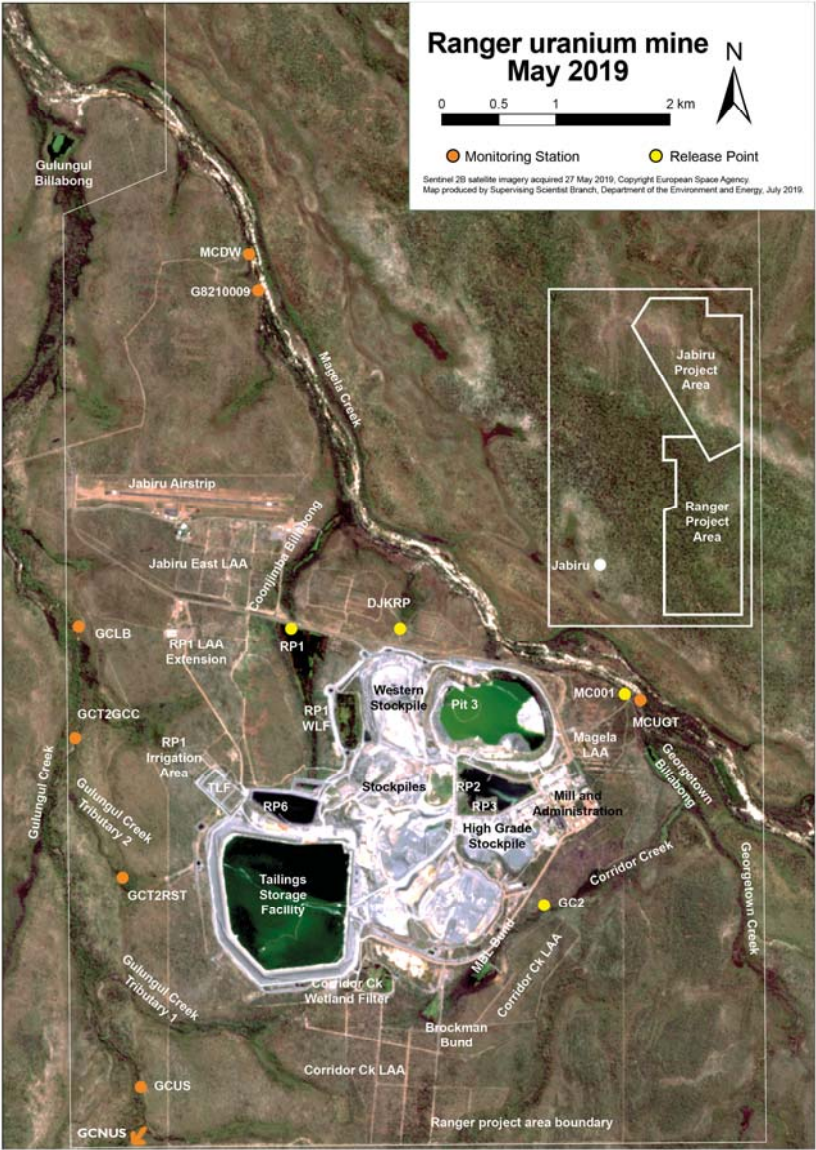 Ranger uranium mine
May 2019
N
0 0.5 1 2 km
Monitoring Station
Release Point
Sentinel 2B satellite imagery acquired 27 May 2019, Copyright European Space Agency.
Map produced by Supervising Scientist Branch, Department of the Environment and Energy, July 2019.
Gulungul
Billabong
MCDW
G8210009
Magela Creek
Jabiru
Project
Area
Ranger
Project
Area
Jabiru
Jabiru Airstrip
Jabiru East LAA
Coonjimba Billabong
DJKRP
GCLB
RP1 LAA
Extension
RP1
Western
Stockpile
Pit 3
MC001
MCUGT
GCT2GCC
RP1
WLF
Magela
LAA
Georgetown
Billabong
RP1
Irrigation
Area
Gulungul Creek
TLF
RP6
Stockpiles
RP2
RP3
Mill and
Administration
High Grade
Stockpile
Gulungul Creek
Tributary 2
GCT2RST
Tailings
Storage
Facility
Corridor Creek
Georgetown Creek
GC2
MBL Bund
Corridor Ck LAA
Gulungul Creek
Tributary 1
Corridor Ck
Wetland Filter
Brockman
Bund
Corridor Ck LAA
GCUS
GCNUS
Ranger project area boundary